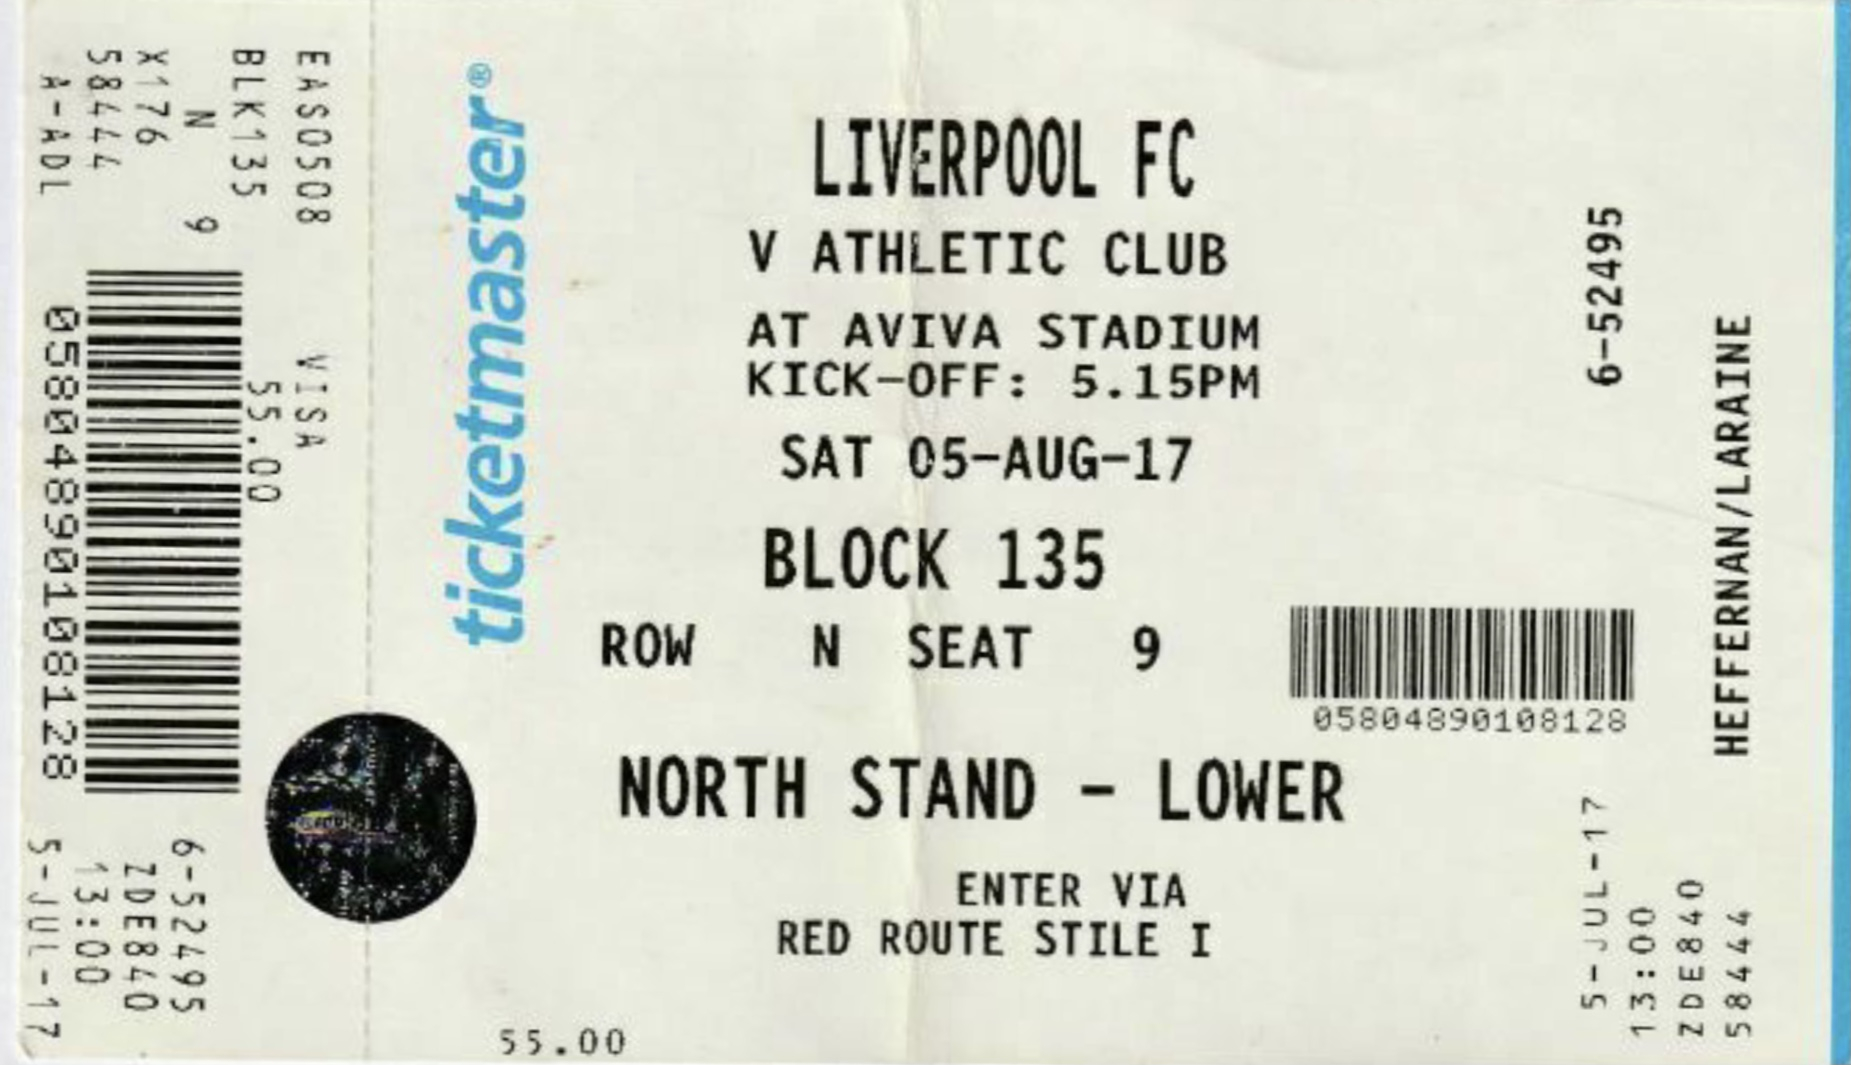 EAS0508
VISA
BLK135
55.00
N 9
X176
58444
A-ADL
05804890108128
6-52495
ZDE840
13:00
5-JUL-17
ticketmaster®
LIVERPOOL FC
V ATHLETIC CLUB
AT AVIVA STADIUM
KICK-OFF: 5.15PM
SAT 05-AUG-17
BLOCK 135
ROW N SEAT 9
NORTH STAND - LOWER
ENTER VIA
RED ROUTE STILE I
55.00
05804890108128
6-52495
HEFFERNAN/LARAINE
5-JUL-17
13:00
ZDE840
58444